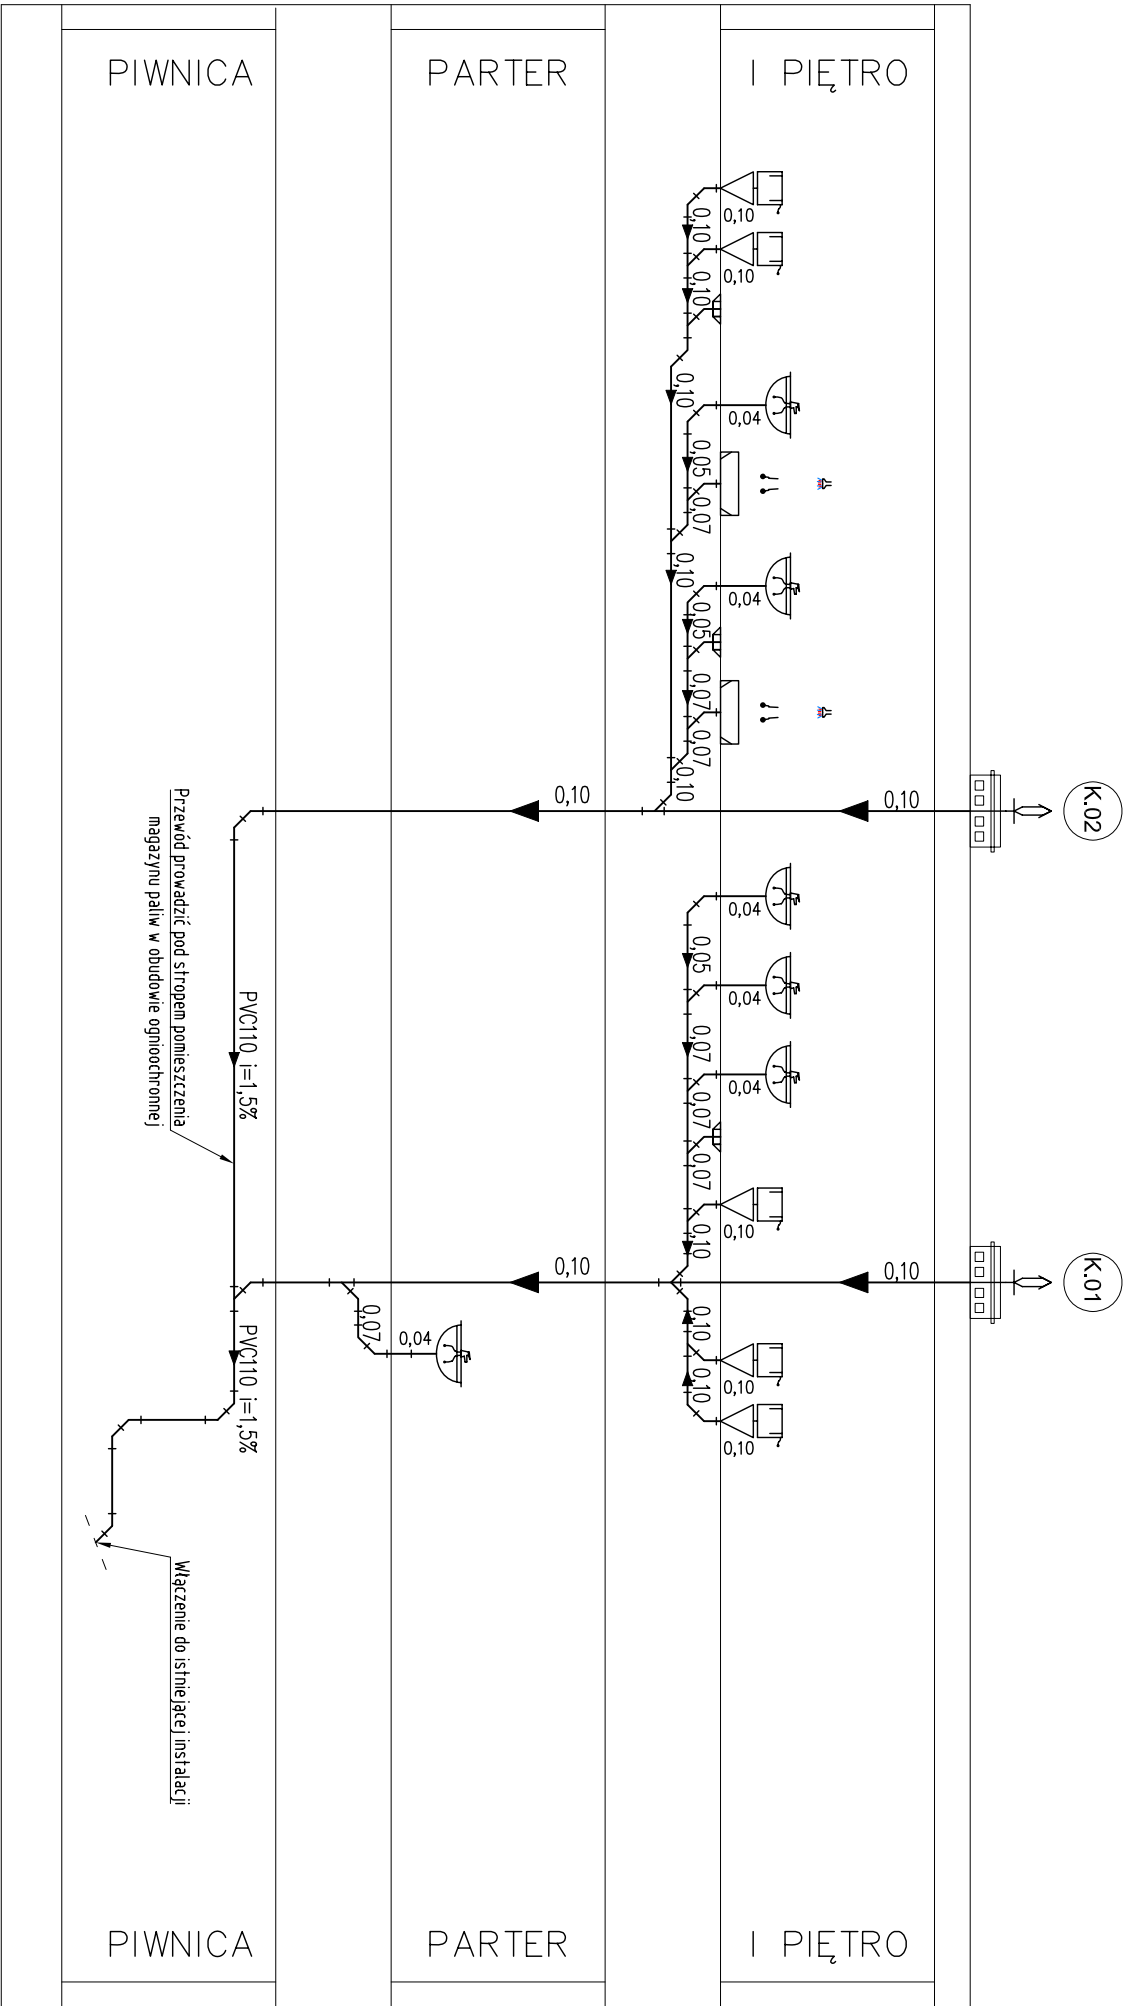 K.02
K.01
0,10
0,10
I PIĘTRO
I PIĘTRO
0,10
0,10
0,04
0,04
0,04
0,04
0,04
0,10
0,10
0,10
0,10
0,10
0,10
0,05
0,07
0,10
0,05
0,07
0,07
0,10
0,05
0,07
0,07
0,07
0,10
0,10
0,10
0,10
0,10
PARTER
PARTER
0,04
0,07
PIWNICA
PIWNICA
PVC110 i=1,5%
PVC110 i=1,5%
Przewód prowadzić pod stropem pomieszczenia
magazynu paliw w obudowie ognioochronnej
Włączenie do istniejącej instalacji